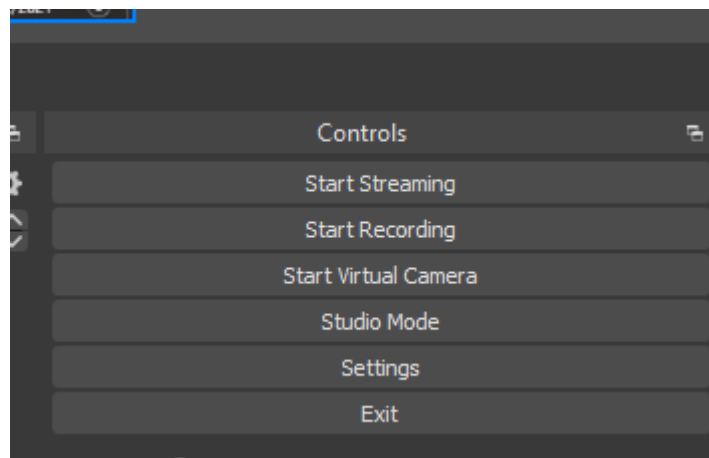 Controls
Start Streaming
Start Recording
Start Virtual Camera
Studio Mode
Settings
Exit